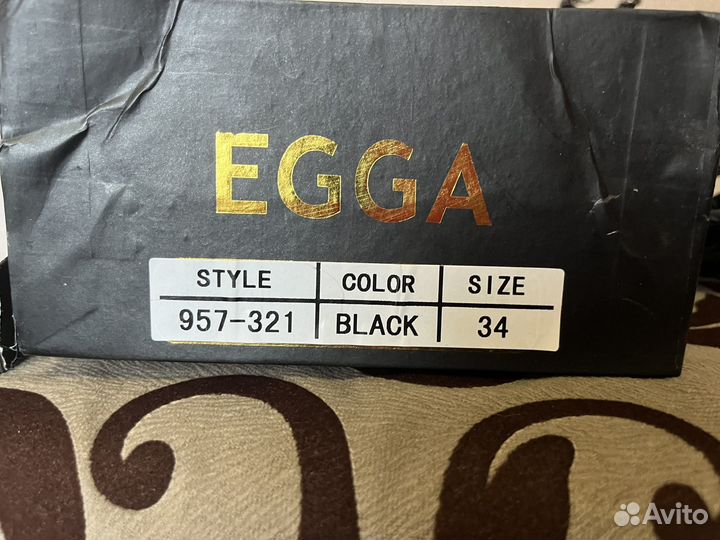 EGGA
STYLE COLOR SIZE
957-321 BLACK 34
Avito